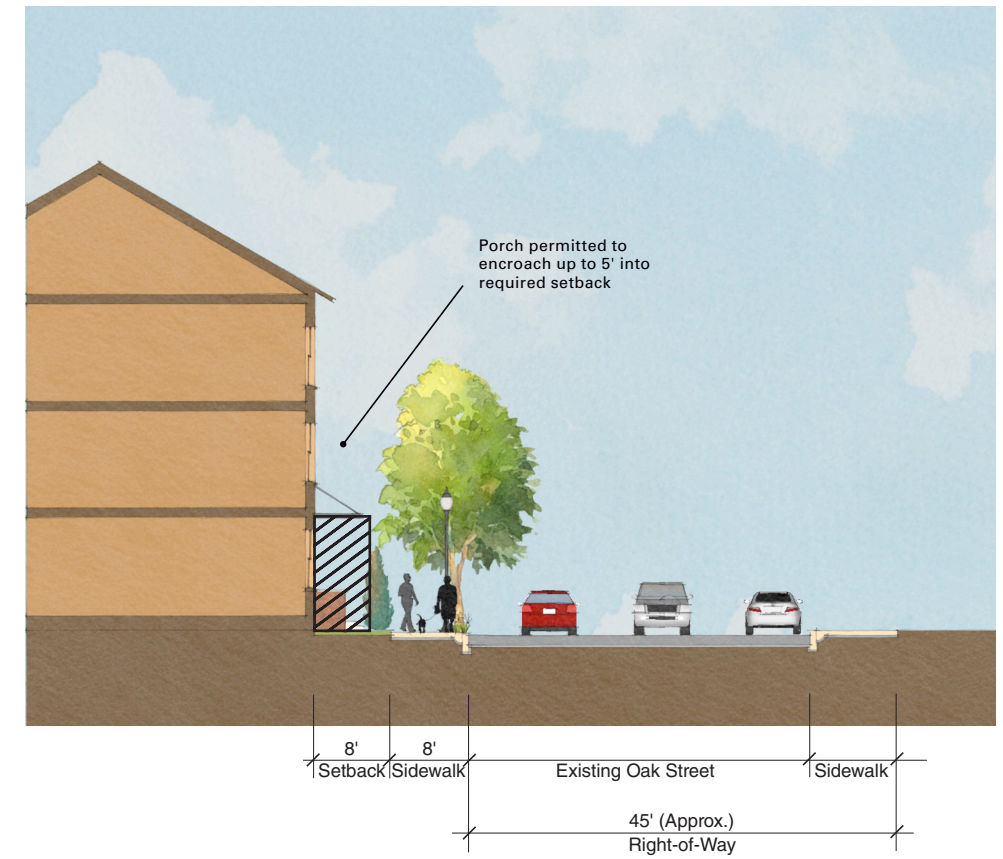 Porch permitted to
encroach up to 5' into
required setback
8'
8'
Setback
Sidewalk
Existing Oak Street
Sidewalk
45' (Approx.)
Right-of-Way